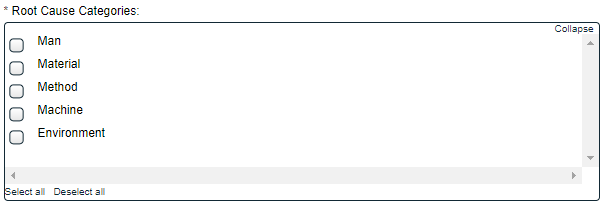 * Root Cause Categories:
Collapse
Man
Material
Method
Machine
Environment
Select all Deselect all